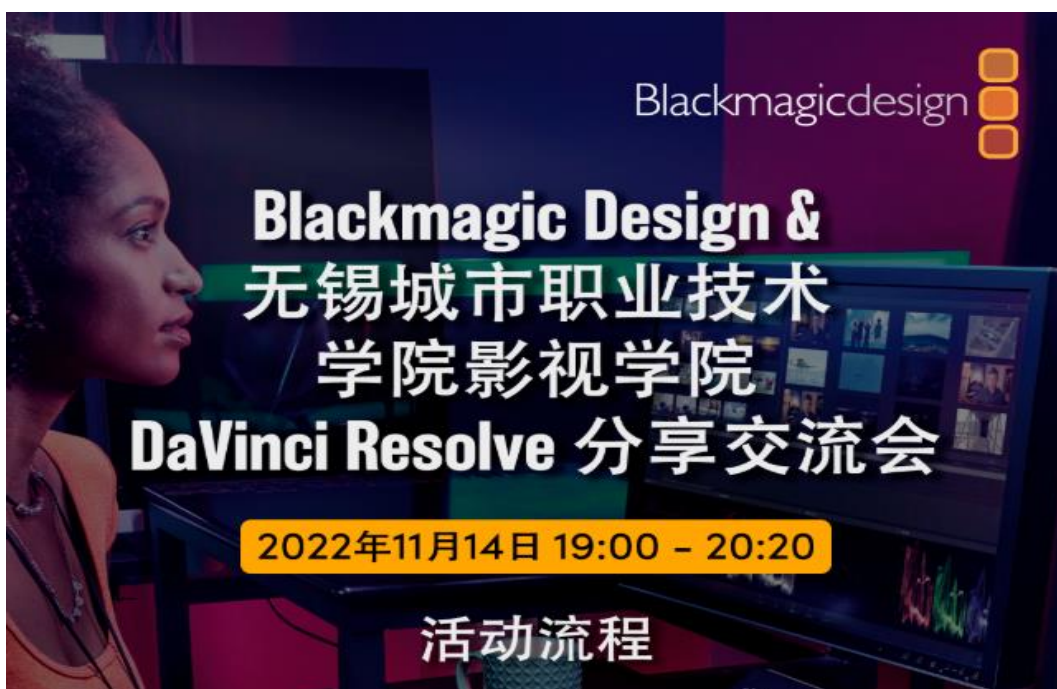 Blackmagicdesign
Blackmagic Design &
无锡城市职业技术
学院影视学院
DaVinci Resolve 分享交流会
2022年11月14日 19:00 – 20:20
活动流程